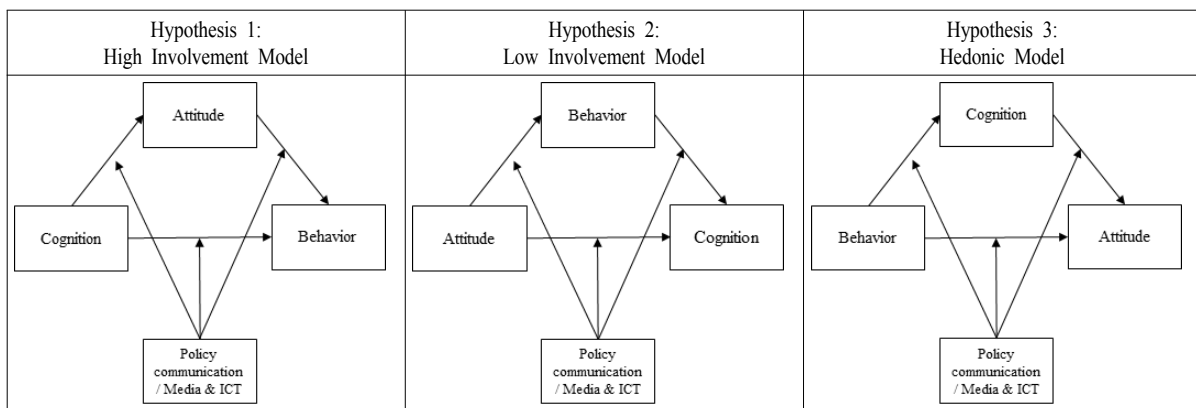 Hypothesis 1:
High Involvement Model
Hypothesis 2:
Low Involvement Model
Hypothesis 3:
Hedonic Model
Attitude
Cognition
Behavior
Policy
communication
/ Media & ICT
Behavior
Attitude
Cognition
Policy
communication
/ Media & ICT
Cognition
Behavior
Attitude
Policy
communication
/ Media & ICT